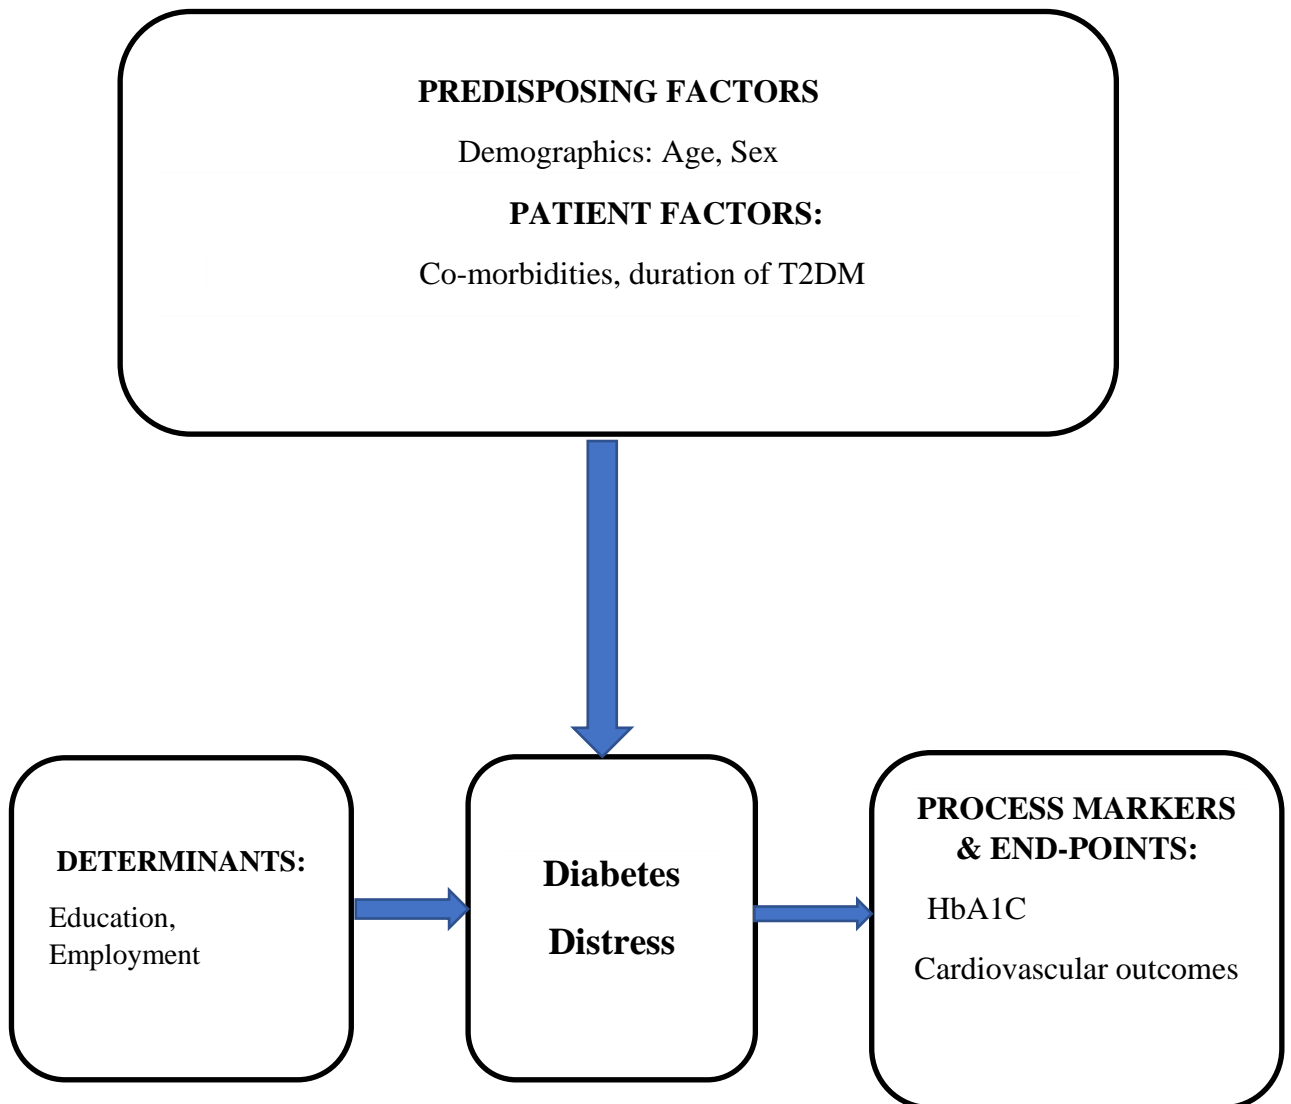 PREDISPOSING FACTORS
Demographics: Age, Sex
PATIENT FACTORS:
Co-morbidities, duration of T2DM
DETERMINANTS:
Education,
Employment
Diabetes
Distress
PROCESS MARKERS
& END-POINTS:
HbA1C
Cardiovascular outcomes